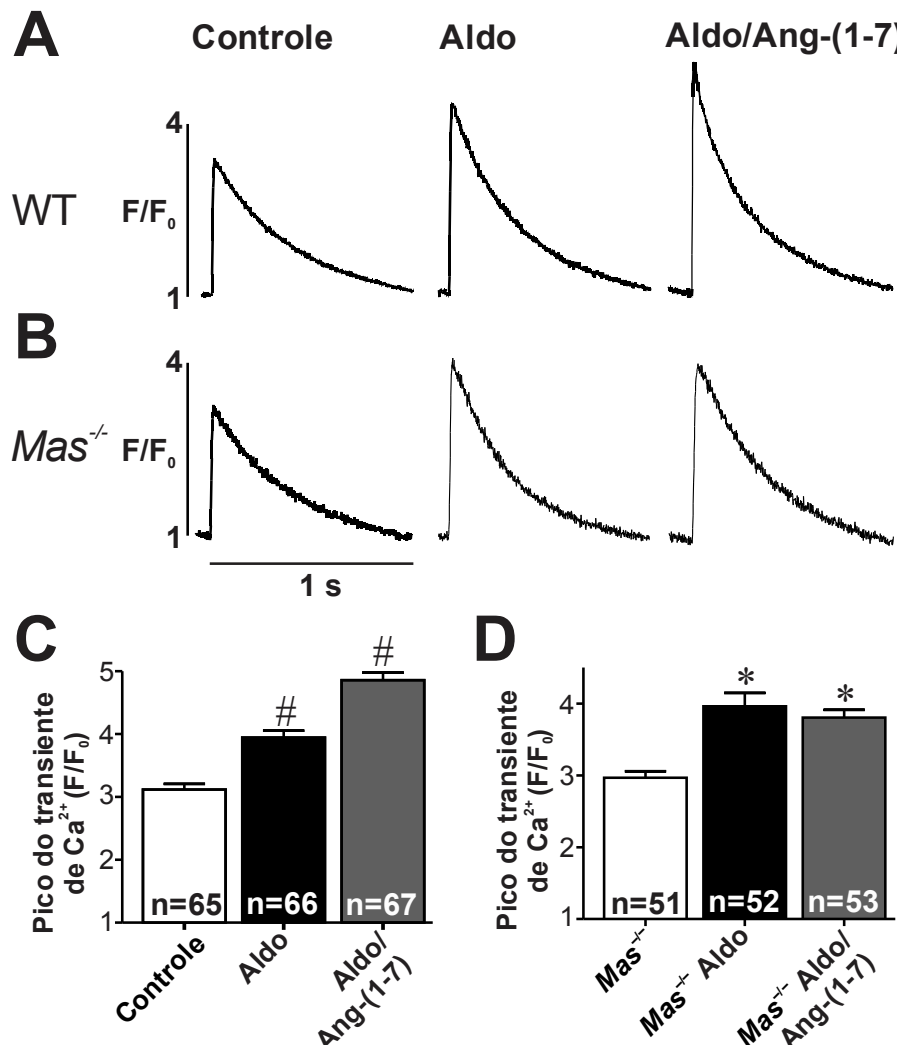 A
Controle Aldo Aldo/Ang-(1-7)
4
WT F/F₀
1
B
4
Mas⁻/⁻ F/F₀
1
1 s
C
Pico do transiente
de Ca²⁺ (F/F₀)
5
4
3
2
1
# #
n=65 n=66 n=67
Controle
Aldo
Aldo/
Ang-(1-7)
D
Pico do transiente
de Ca²⁺ (F/F₀)
4
3
2
1
* *
n=51 n=52 n=53
Mas⁻/⁻
Mas⁻/⁻ Aldo
Mas⁻/⁻ Aldo/
Ang-(1-7)